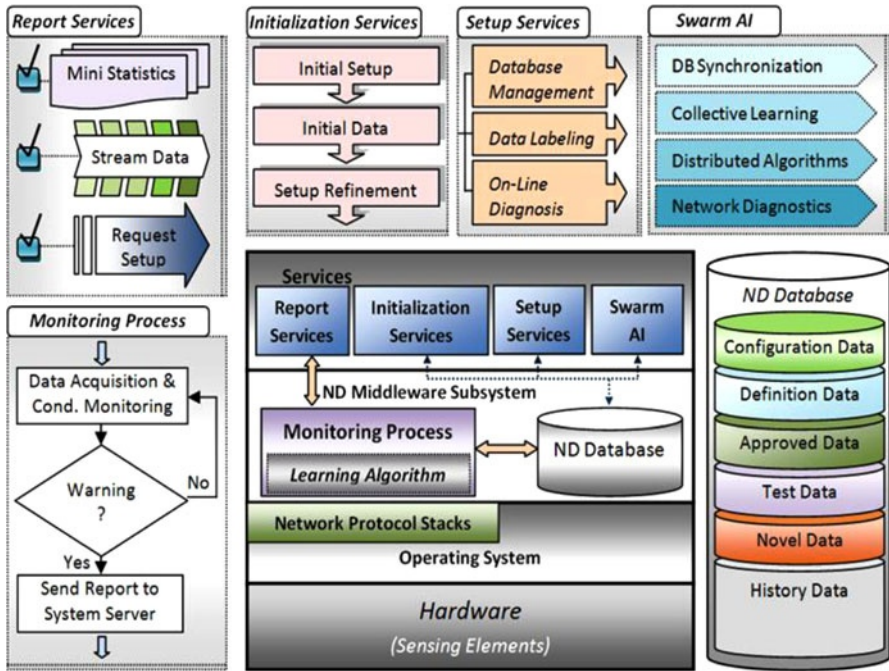 Report Services
Mini Statistics
Stream Data
Request
Setup
Initialization Services
Initial Setup
Initial Data
Setup Refinement
Setup Services
Database
Management
Data Labeling
On-Line
Diagnosis
Swarm AI
DB Synchronization
Collective Learning
Distributed Algorithms
Network Diagnostics
Monitoring Process
Data Acquisition &
Cond. Monitoring
Warning
?
No
Yes
Send Report to
System Server
Services
Report
Services
Initialization
Services
Setup
Services
Swarm
AI
ND Middleware Subsystem
Monitoring Process
Learning Algorithm
ND Database
Network Protocol Stacks
Operating System
Hardware
(Sensing Elements)
ND Database
Configuration Data
Definition Data
Approved Data
Test Data
Novel Data
History Data